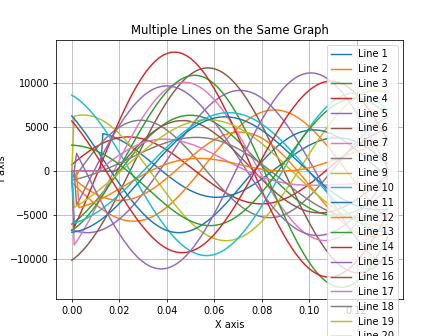 Multiple Lines on the Same Graph
10000
5000
0
−5000
−10000
0.00
0.02
0.04
0.06
0.08
0.10
X axis
Line 1
Line 2
Line 3
Line 4
Line 5
Line 6
Line 7
Line 8
Line 9
Line 10
Line 11
Line 12
Line 13
Line 14
Line 15
Line 16
Line 17
Line 18
Line 19
Line 20